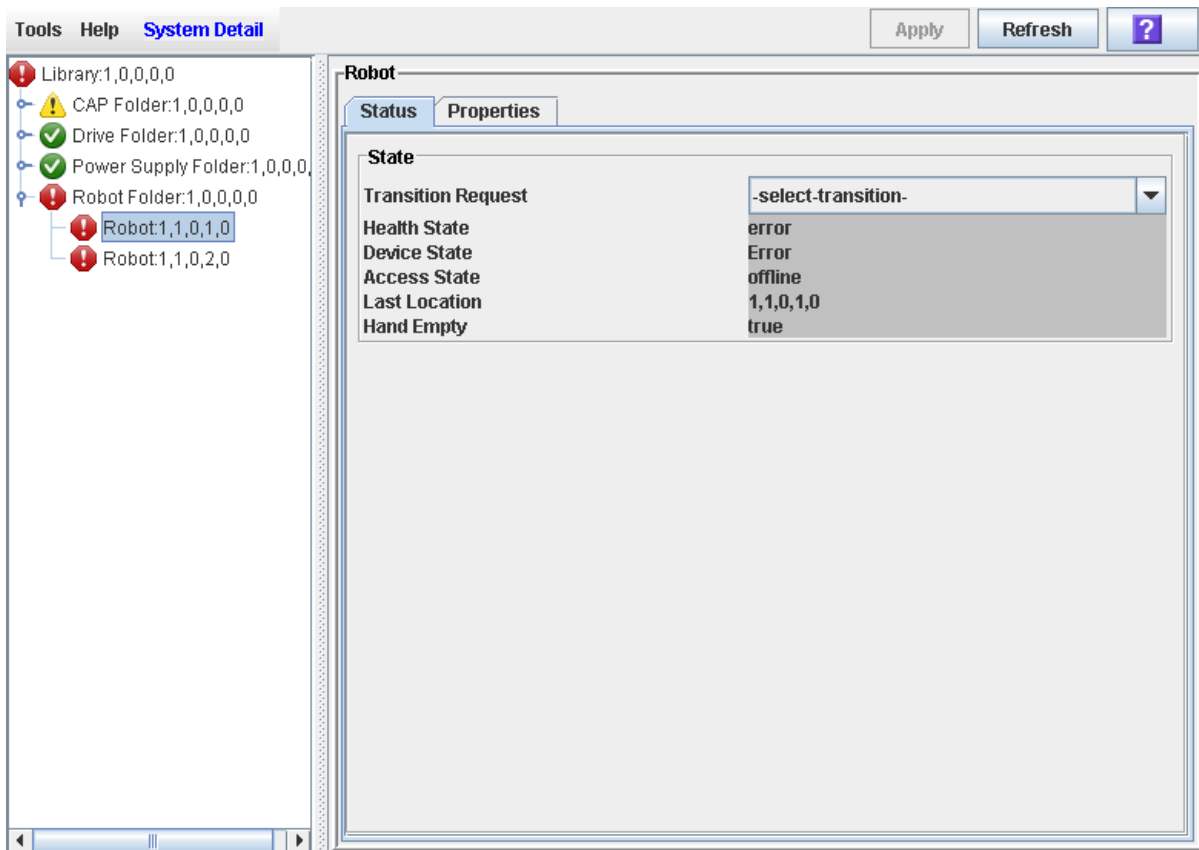 Tools Help System Detail Apply Refresh ?
Library:1,0,0,0,0
CAP Folder:1,0,0,0,0
Drive Folder:1,0,0,0,0
Power Supply Folder:1,0,0,0,
Robot Folder:1,0,0,0,0
Robot:1,1,0,1,0
Robot:1,1,0,2,0
Robot
Status Properties
State
Transition Request -select-transition-
Health State error
Device State Error
Access State offline
Last Location 1,1,0,1,0
Hand Empty true